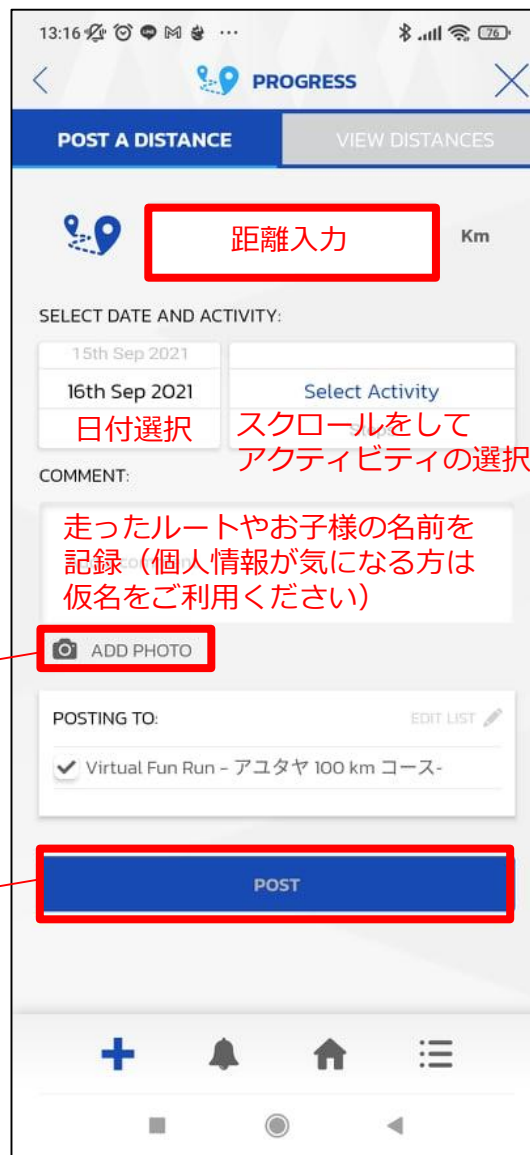 13:16
76
PROGRESS
POST A DISTANCE
VIEW DISTANCES
距離入力
Km
SELECT DATE AND ACTIVITY:
15th Sep 2021
16th Sep 2021
Select Activity
日付選択
スクロールをして
アクティビティの選択
COMMENT:
走ったルートやお子様の名前を
記録（個人情報が気になる方は
仮名をご利用ください）
ADD PHOTO
POSTING TO:
EDIT LIST
Virtual Fun Run - アユタヤ 100 km コース-
POST